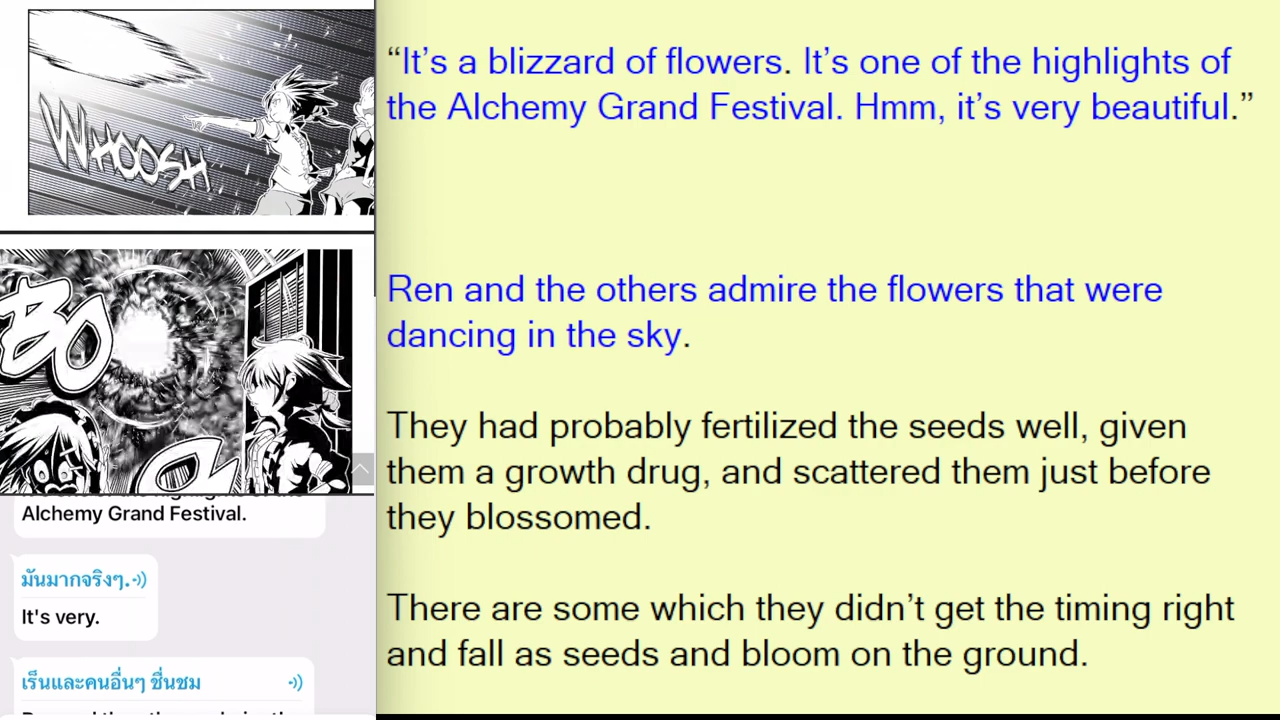 WHOOSH
BO
O
Alchemy Grand Festival.
มันมากจริงๆ.
It's very.
เร็นและคนอื่นๆ ชื่นชม
“It’s a blizzard of flowers. It’s one of the highlights of
the Alchemy Grand Festival. Hmm, it’s very beautiful.”
Ren and the others admire the flowers that were
dancing in the sky.
They had probably fertilized the seeds well, given
them a growth drug, and scattered them just before
they blossomed.
There are some which they didn’t get the timing right
and fall as seeds and bloom on the ground.